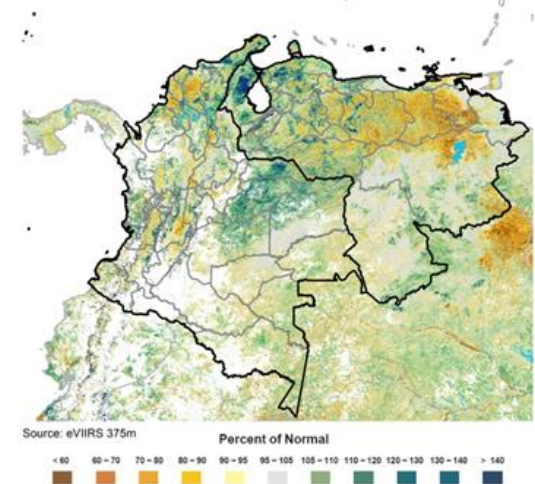 Source: eVIIRS 375m
Percent of Normal
< 60 60 – 70 70 – 80 80 – 90 90 – 95 95 – 105 105 – 110 110 – 120 120 – 130 130 – 140 > 140